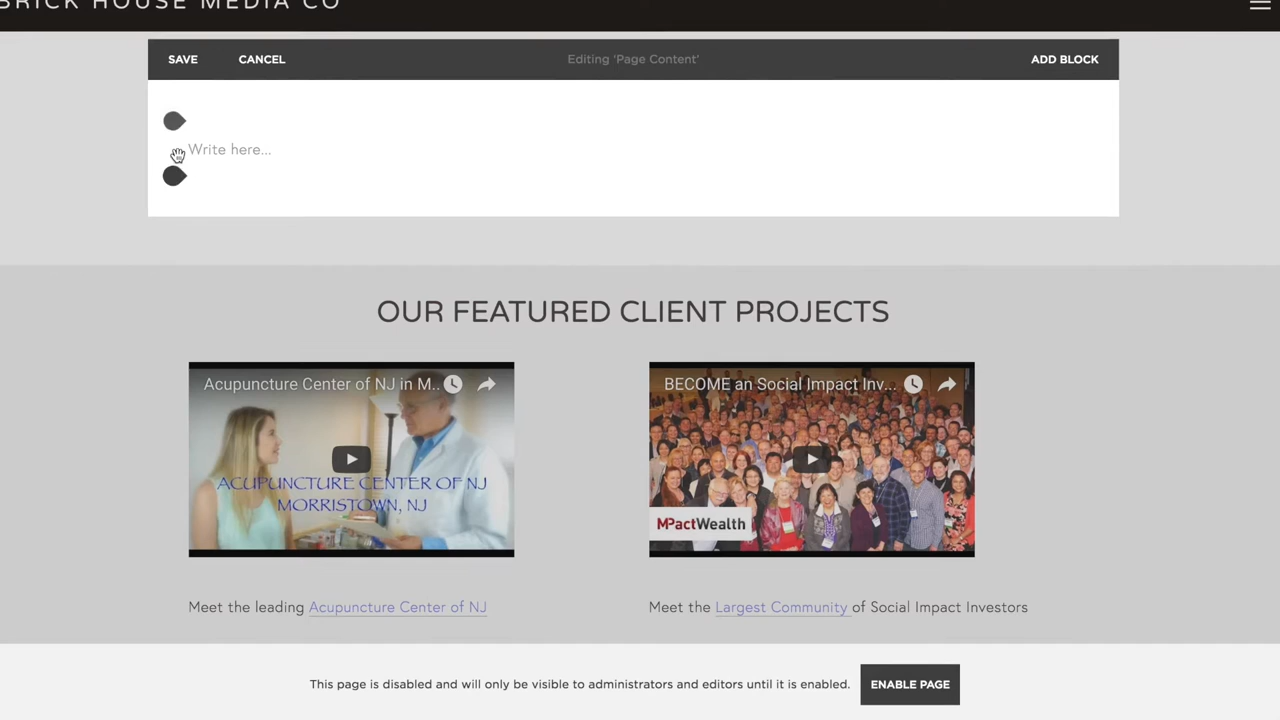 BRICK HOUSE MEDIA CO
SAVE CANCEL Editing 'Page Content' ADD BLOCK
Write here...
OUR FEATURED CLIENT PROJECTS
Acupuncture Center of NJ in M...
ACUPUNCTURE CENTER OF NJ
MORRISTOWN, NJ
BECOME an Social Impact Inv...
MPactWealth
Meet the leading Acupuncture Center of NJ
Meet the Largest Community of Social Impact Investors
This page is disabled and will only be visible to administrators and editors until it is enabled. ENABLE PAGE